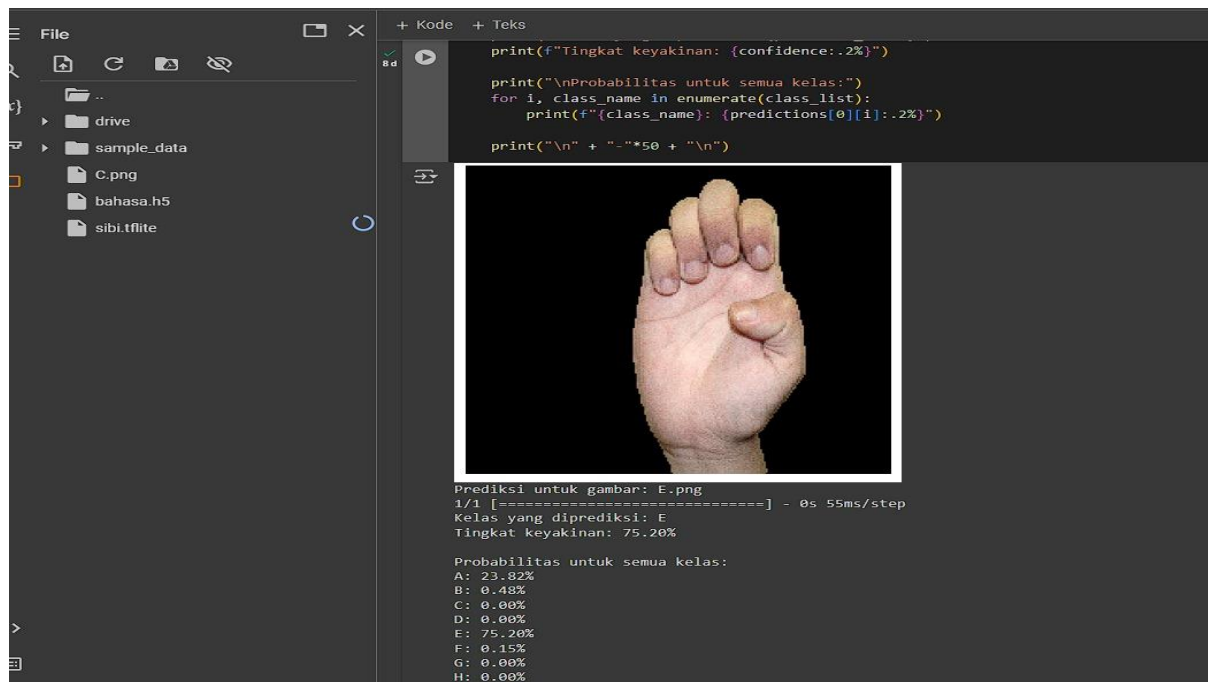 File
+ Kode + Teks
..
drive
sample_data
C.png
bahasa.h5
sibi.tflite
8 d
print(f"Tingkat keyakinan: {confidence:.2%}")
print("\nProbabilitas untuk semua kelas:")
for i, class_name in enumerate(class_list):
print(f"{class_name}: {predictions[0][i]:.2%}")
print("\n" + "-"*50 + "\n")
Prediksi untuk gambar: E.png
1/1 [==============================] - 0s 55ms/step
Kelas yang diprediksi: E
Tingkat keyakinan: 75.20%
Probabilitas untuk semua kelas:
A: 23.82%
B: 0.48%
C: 0.00%
D: 0.00%
E: 75.20%
F: 0.15%
G: 0.00%
H: 0.00%